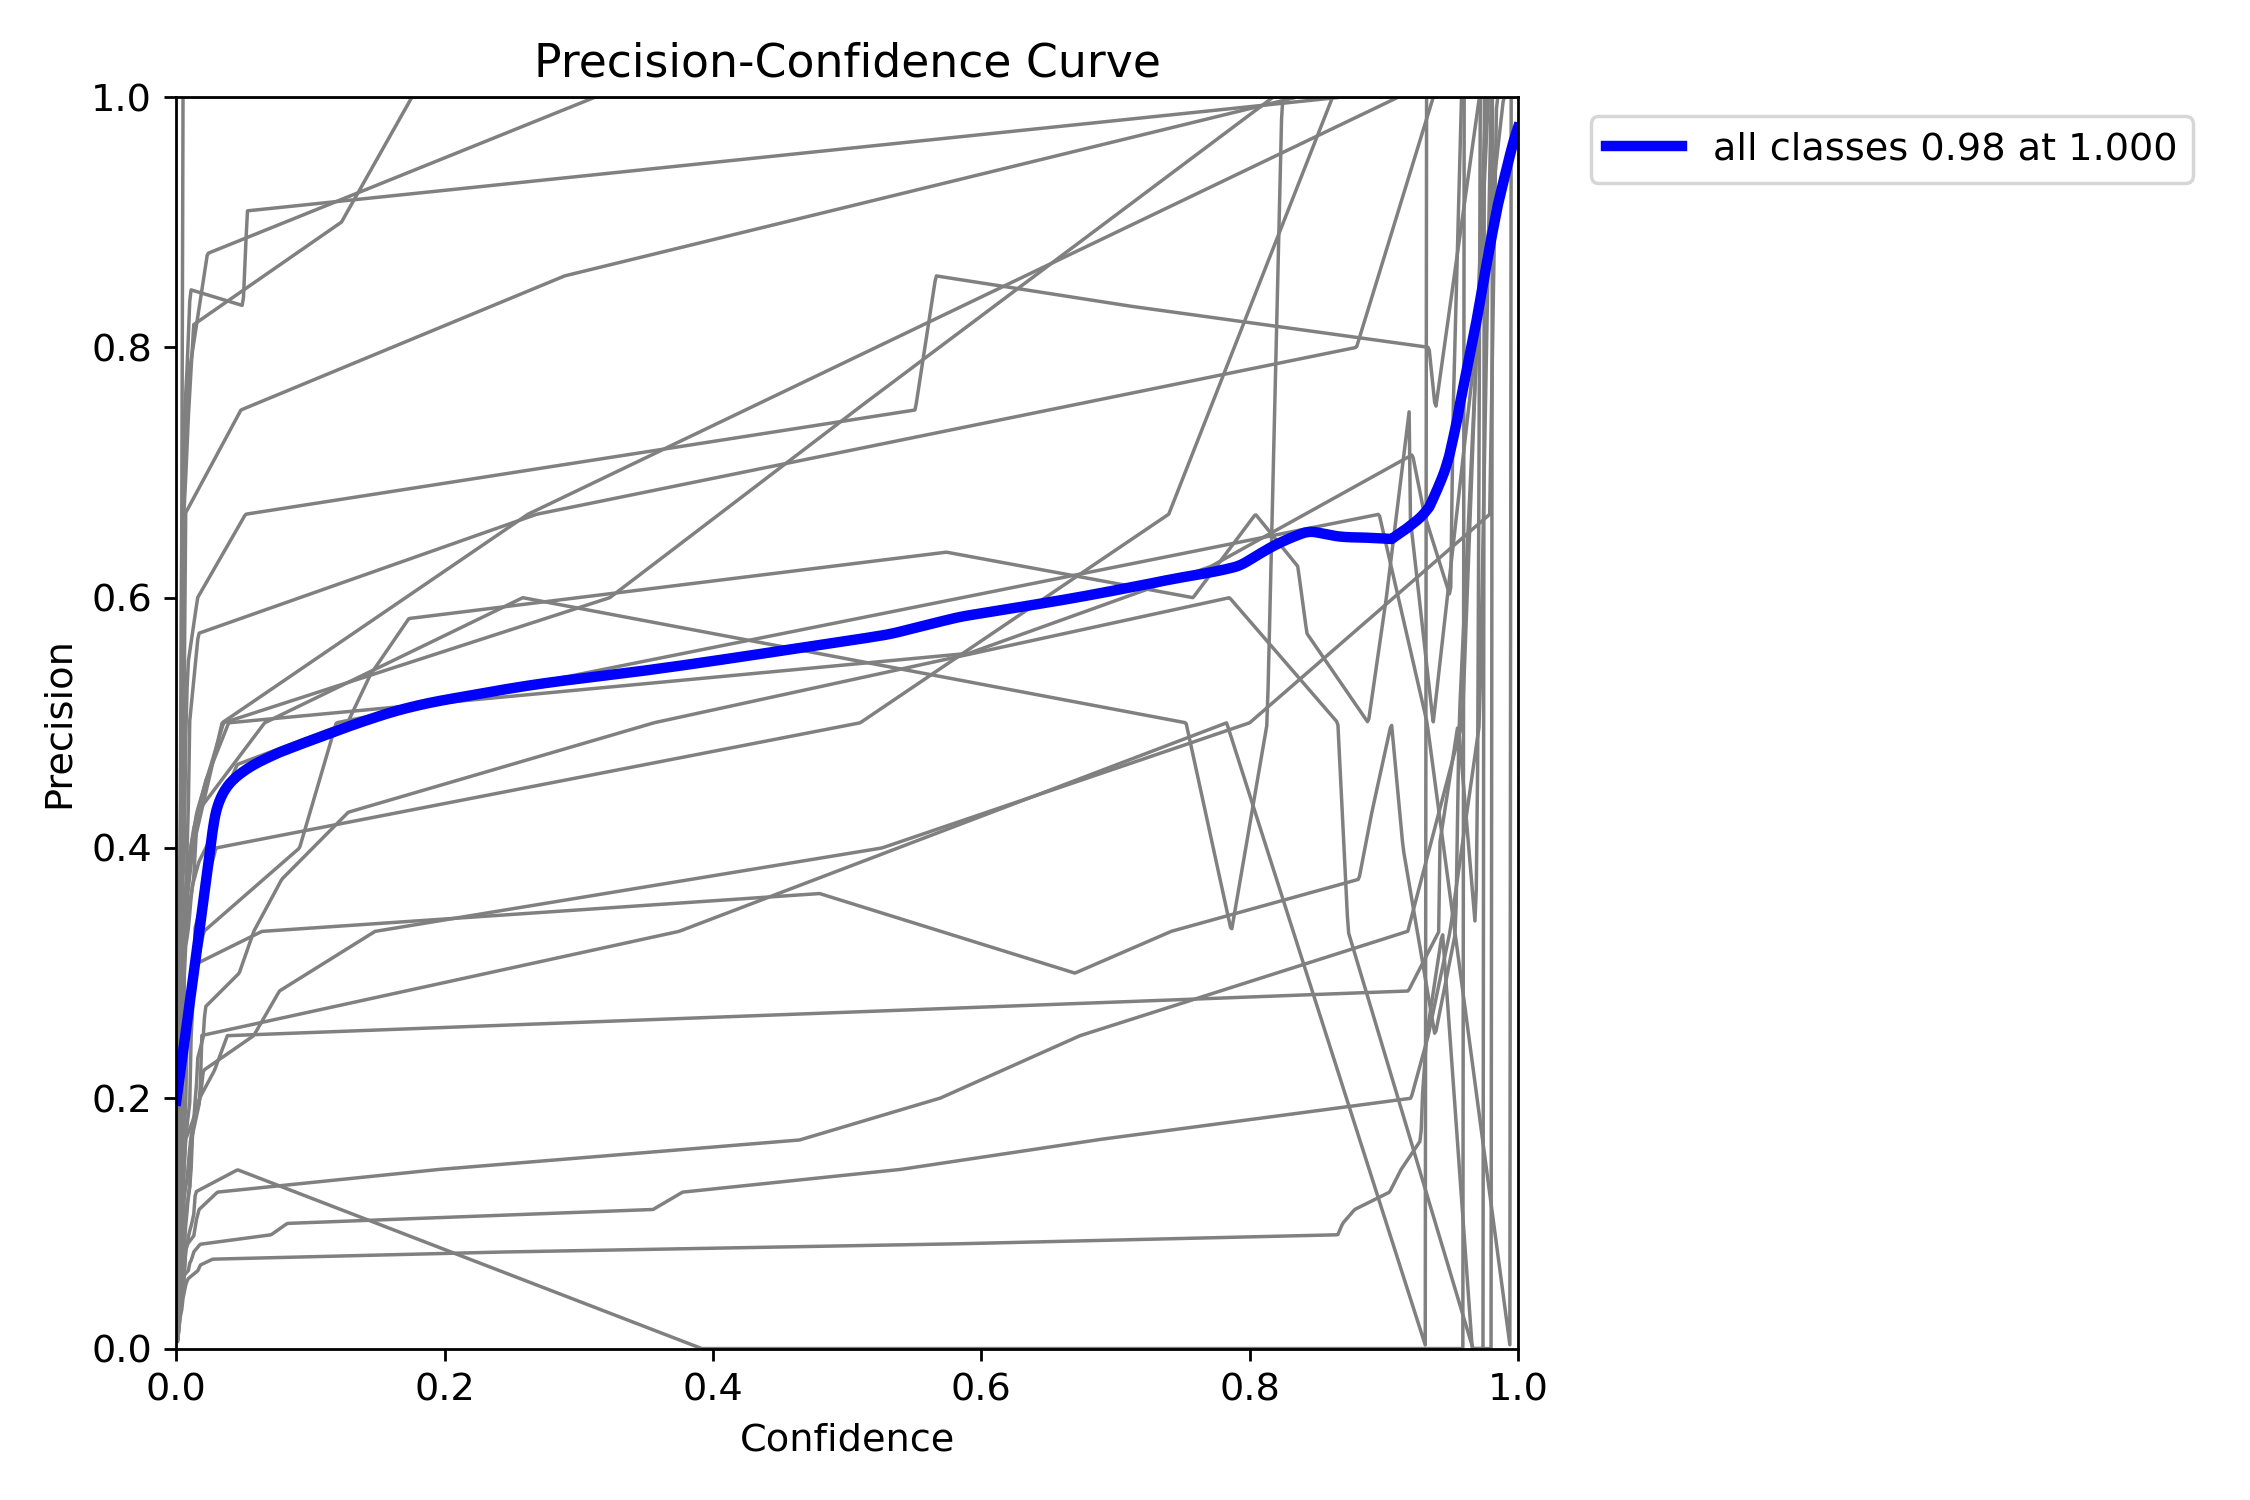 Precision-Confidence Curve
all classes 0.98 at 1.000
Precision
1.0
0.8
0.6
0.4
0.2
0.0
0.0 0.2 0.4 0.6 0.8 1.0
Confidence